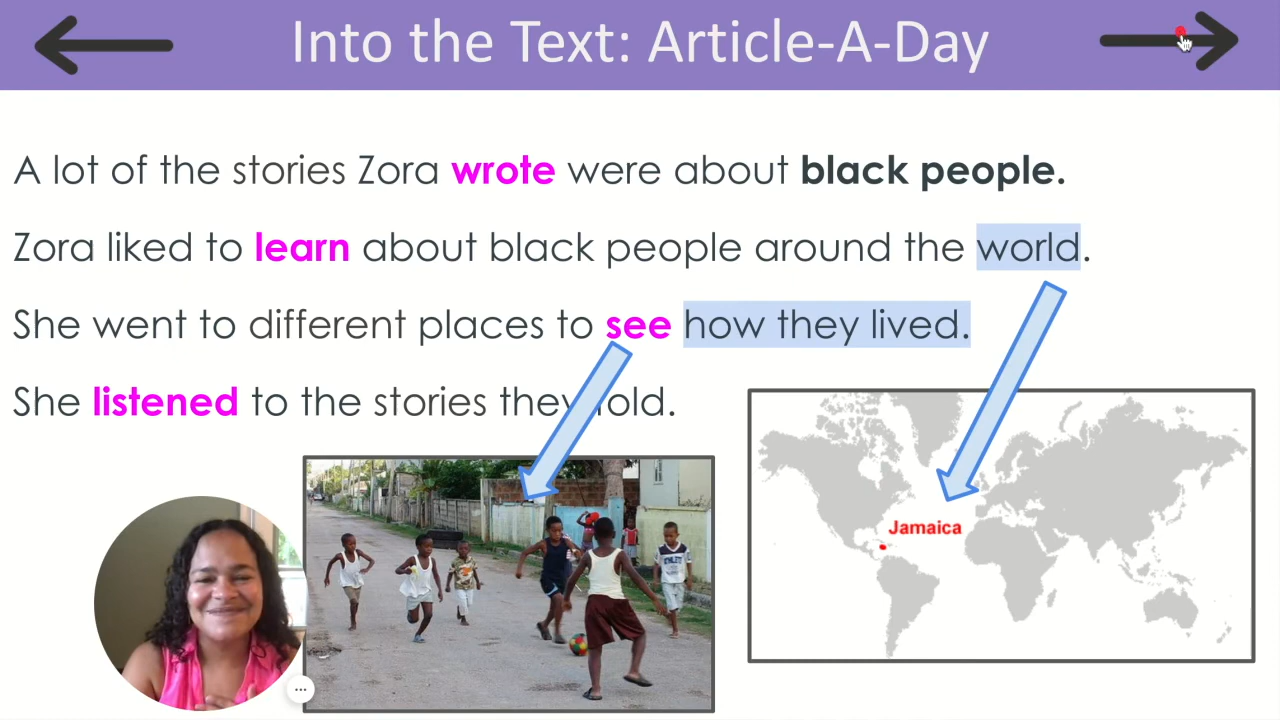 Into the Text: Article-A-Day
A lot of the stories Zora wrote were about black people.
Zora liked to learn about black people around the world.
She went to different places to see how they lived.
She listened to the stories they told.
Jamaica